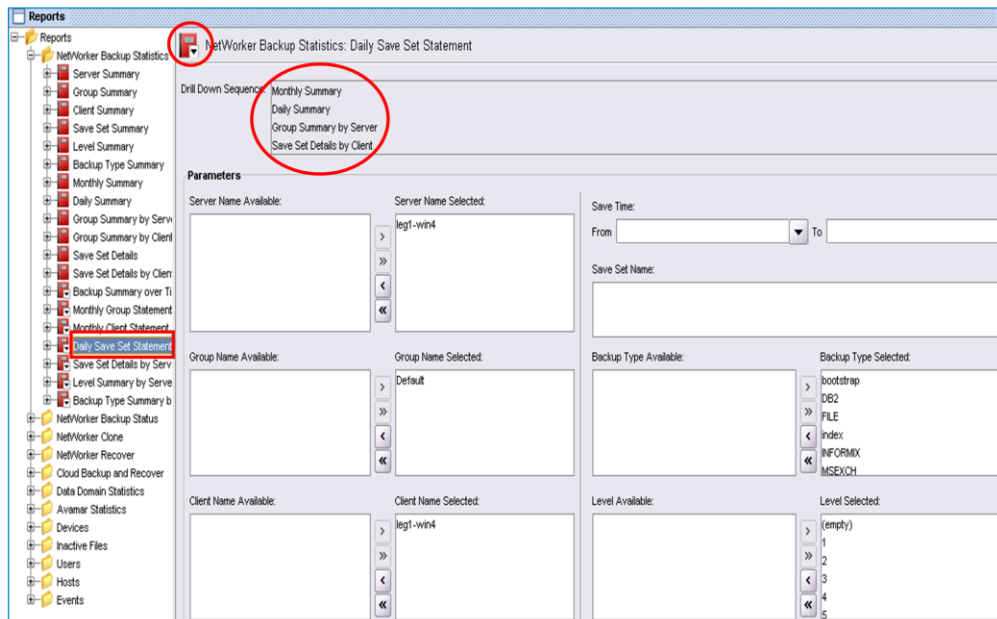 Reports
Reports
NetWorker Backup Statistics
Server Summary
Group Summary
Client Summary
Save Set Summary
Level Summary
Backup Type Summary
Monthly Summary
Daily Summary
Group Summary by Serv
Group Summary by Client
Save Set Details
Save Set Details by Clien
Backup Summary over Ti
Monthly Group Statement
Monthly Client Statement
Daily Save Set Statement
Save Set Details by Serv
Level Summary by Serve
Backup Type Summary b
NetWorker Backup Status
NetWorker Clone
NetWorker Recover
Cloud Backup and Recover
Data Domain Statistics
Avamar Statistics
Devices
Inactive Files
Users
Hosts
Events
NetWorker Backup Statistics: Daily Save Set Statement
Drill Down Sequence:
Monthly Summary
Daily Summary
Group Summary by Server
Save Set Details by Client
Parameters
Server Name Available:
Server Name Selected:
leg1-win4
Save Time:
From
To
Save Set Name:
Group Name Available:
Group Name Selected:
Default
Backup Type Available:
Backup Type Selected:
bootstrap
DB2
FILE
index
INFORMIX
MSEXCH
Client Name Available:
Client Name Selected:
leg1-win4
Level Available:
Level Selected:
(empty)
1
2
3
4
5